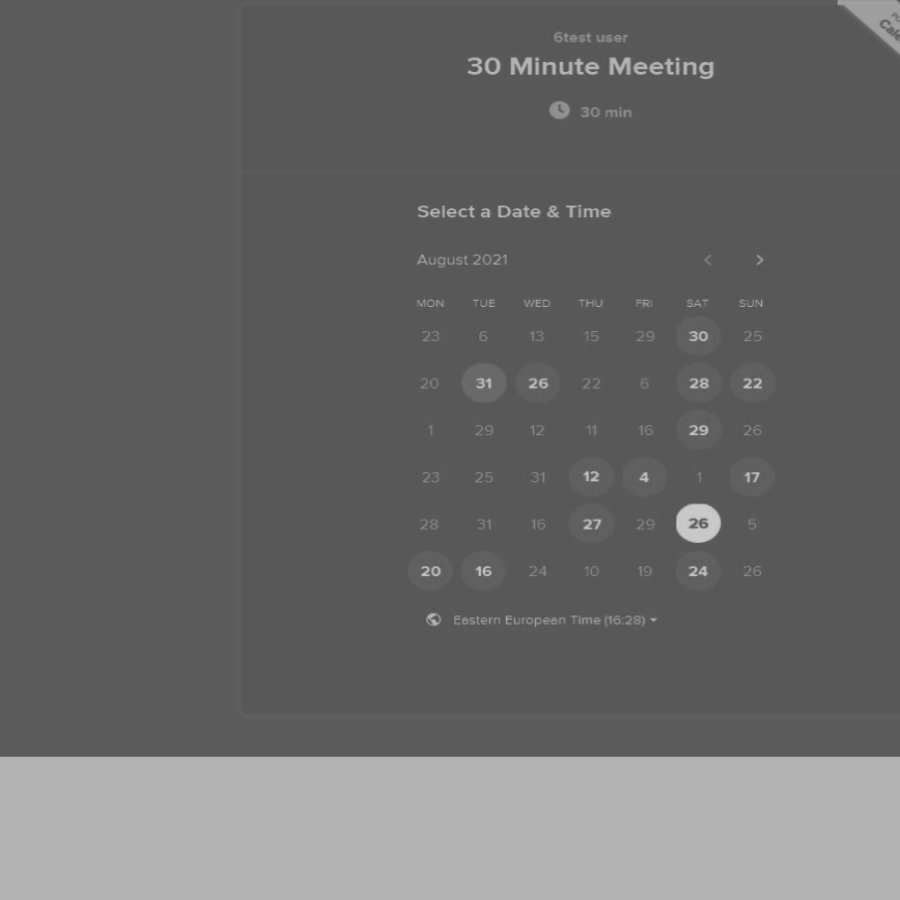 6test user
30 Minute Meeting
30 min
Select a Date & Time
August 2021
MON TUE WED THU FRI SAT SUN
23 6 13 15 29 30 25
20 31 26 22 6 28 22
1 29 12 11 16 29 26
23 25 31 12 4 1 17
28 31 16 27 29 26 5
20 16 24 10 19 24 26
Eastern European Time (16:28)